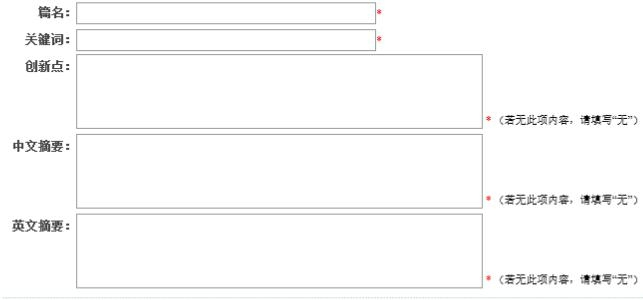 篇名：*
关键词：*
创新点：
*（若无此项内容，请填写“无”）
中文摘要：
*（若无此项内容，请填写“无”）
英文摘要：
*（若无此项内容，请填写“无”）